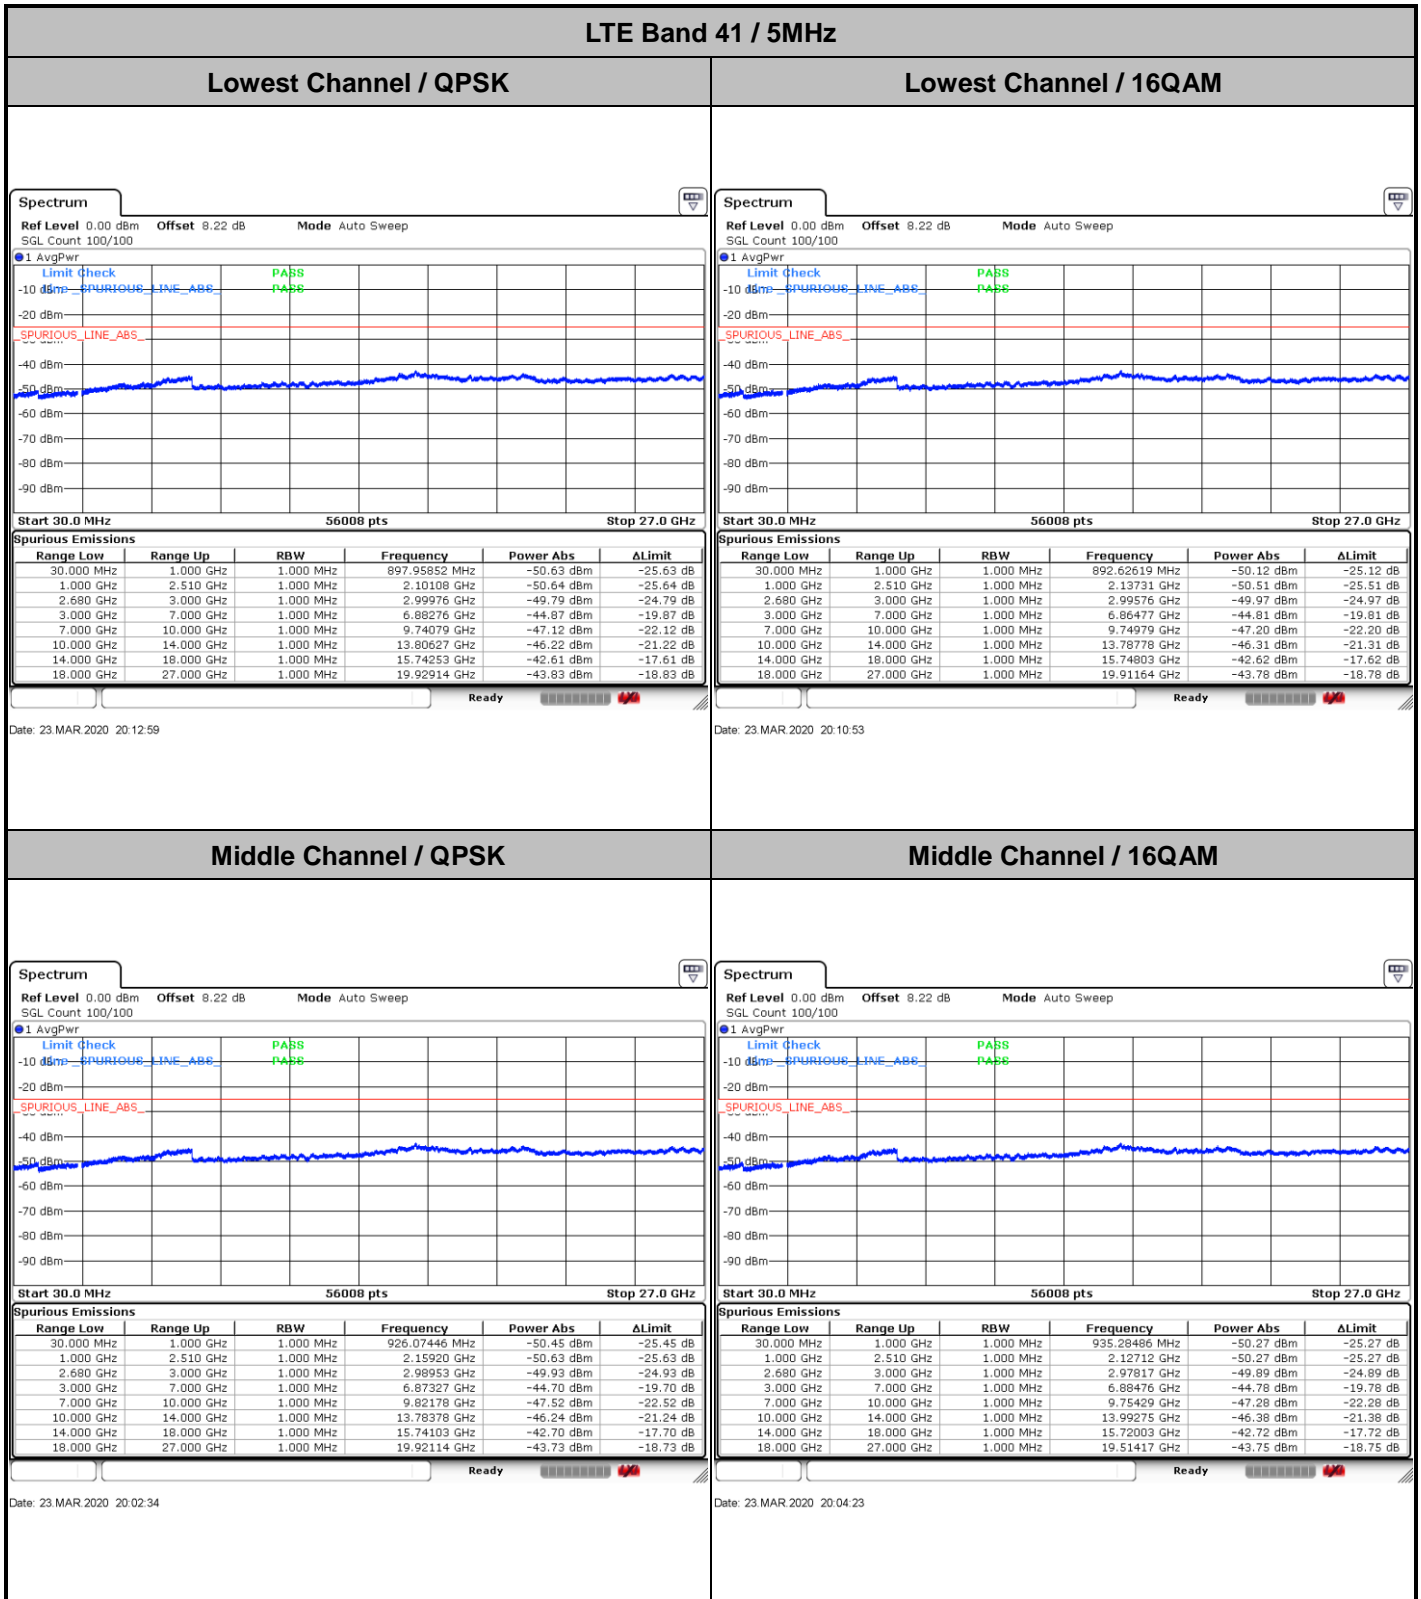 LTE Band 41 / 5MHz
Lowest Channel / QPSK
Lowest Channel / 16QAM
Spectrum
Ref Level 0.00 dBm Offset 8.22 dB Mode Auto Sweep
SGL Count 100/100
1 AvgPwr
Limit Check PASS
Line _SPURIOUS_LINE_ABS_ PASS
-10 dBm
-20 dBm
_SPURIOUS_LINE_ABS_
-40 dBm
-50 dBm
-60 dBm
-70 dBm
-80 dBm
-90 dBm
Start 30.0 MHz 56008 pts Stop 27.0 GHz
Spurious Emissions
Range Low Range Up RBW Frequency Power Abs ΔLimit
30.000 MHz 1.000 GHz 1.000 MHz 897.95852 MHz -50.63 dBm -25.63 dB
1.000 GHz 2.510 GHz 1.000 MHz 2.10108 GHz -50.64 dBm -25.64 dB
2.680 GHz 3.000 GHz 1.000 MHz 2.99976 GHz -49.79 dBm -24.79 dB
3.000 GHz 7.000 GHz 1.000 MHz 6.88276 GHz -44.87 dBm -19.87 dB
7.000 GHz 10.000 GHz 1.000 MHz 9.74079 GHz -47.12 dBm -22.12 dB
10.000 GHz 14.000 GHz 1.000 MHz 13.80627 GHz -46.22 dBm -21.22 dB
14.000 GHz 18.000 GHz 1.000 MHz 15.74253 GHz -42.61 dBm -17.61 dB
18.000 GHz 27.000 GHz 1.000 MHz 19.92914 GHz -43.83 dBm -18.83 dB
Ready
Date: 23.MAR.2020 20:12:59
Spectrum
Ref Level 0.00 dBm Offset 8.22 dB Mode Auto Sweep
SGL Count 100/100
1 AvgPwr
Limit Check PASS
Line _SPURIOUS_LINE_ABS_ PASS
-10 dBm
-20 dBm
_SPURIOUS_LINE_ABS_
-40 dBm
-50 dBm
-60 dBm
-70 dBm
-80 dBm
-90 dBm
Start 30.0 MHz 56008 pts Stop 27.0 GHz
Spurious Emissions
Range Low Range Up RBW Frequency Power Abs ΔLimit
30.000 MHz 1.000 GHz 1.000 MHz 892.62619 MHz -50.12 dBm -25.12 dB
1.000 GHz 2.510 GHz 1.000 MHz 2.13731 GHz -50.51 dBm -25.51 dB
2.680 GHz 3.000 GHz 1.000 MHz 2.99576 GHz -49.97 dBm -24.97 dB
3.000 GHz 7.000 GHz 1.000 MHz 6.86477 GHz -44.81 dBm -19.81 dB
7.000 GHz 10.000 GHz 1.000 MHz 9.74979 GHz -47.20 dBm -22.20 dB
10.000 GHz 14.000 GHz 1.000 MHz 13.78778 GHz -46.31 dBm -21.31 dB
14.000 GHz 18.000 GHz 1.000 MHz 15.74803 GHz -42.62 dBm -17.62 dB
18.000 GHz 27.000 GHz 1.000 MHz 19.91164 GHz -43.78 dBm -18.78 dB
Ready
Date: 23.MAR.2020 20:10:53
Middle Channel / QPSK
Middle Channel / 16QAM
Spectrum
Ref Level 0.00 dBm Offset 8.22 dB Mode Auto Sweep
SGL Count 100/100
1 AvgPwr
Limit Check PASS
Line _SPURIOUS_LINE_ABS_ PASS
-10 dBm
-20 dBm
_SPURIOUS_LINE_ABS_
-40 dBm
-50 dBm
-60 dBm
-70 dBm
-80 dBm
-90 dBm
Start 30.0 MHz 56008 pts Stop 27.0 GHz
Spurious Emissions
Range Low Range Up RBW Frequency Power Abs ΔLimit
30.000 MHz 1.000 GHz 1.000 MHz 926.07446 MHz -50.45 dBm -25.45 dB
1.000 GHz 2.510 GHz 1.000 MHz 2.15920 GHz -50.63 dBm -25.63 dB
2.680 GHz 3.000 GHz 1.000 MHz 2.98953 GHz -49.93 dBm -24.93 dB
3.000 GHz 7.000 GHz 1.000 MHz 6.87327 GHz -44.70 dBm -19.70 dB
7.000 GHz 10.000 GHz 1.000 MHz 9.82178 GHz -47.52 dBm -22.52 dB
10.000 GHz 14.000 GHz 1.000 MHz 13.78378 GHz -46.24 dBm -21.24 dB
14.000 GHz 18.000 GHz 1.000 MHz 15.74103 GHz -42.70 dBm -17.70 dB
18.000 GHz 27.000 GHz 1.000 MHz 19.92114 GHz -43.73 dBm -18.73 dB
Ready
Date: 23.MAR.2020 20:02:34
Spectrum
Ref Level 0.00 dBm Offset 8.22 dB Mode Auto Sweep
SGL Count 100/100
1 AvgPwr
Limit Check PASS
Line _SPURIOUS_LINE_ABS_ PASS
-10 dBm
-20 dBm
_SPURIOUS_LINE_ABS_
-40 dBm
-50 dBm
-60 dBm
-70 dBm
-80 dBm
-90 dBm
Start 30.0 MHz 56008 pts Stop 27.0 GHz
Spurious Emissions
Range Low Range Up RBW Frequency Power Abs ΔLimit
30.000 MHz 1.000 GHz 1.000 MHz 935.28486 MHz -50.27 dBm -25.27 dB
1.000 GHz 2.510 GHz 1.000 MHz 2.12712 GHz -50.27 dBm -25.27 dB
2.680 GHz 3.000 GHz 1.000 MHz 2.97817 GHz -49.89 dBm -24.89 dB
3.000 GHz 7.000 GHz 1.000 MHz 6.88476 GHz -44.78 dBm -19.78 dB
7.000 GHz 10.000 GHz 1.000 MHz 9.75429 GHz -47.28 dBm -22.28 dB
10.000 GHz 14.000 GHz 1.000 MHz 13.99275 GHz -46.38 dBm -21.38 dB
14.000 GHz 18.000 GHz 1.000 MHz 15.72003 GHz -42.72 dBm -17.72 dB
18.000 GHz 27.000 GHz 1.000 MHz 19.51417 GHz -43.75 dBm -18.75 dB
Ready
Date: 23.MAR.2020 20:04:23